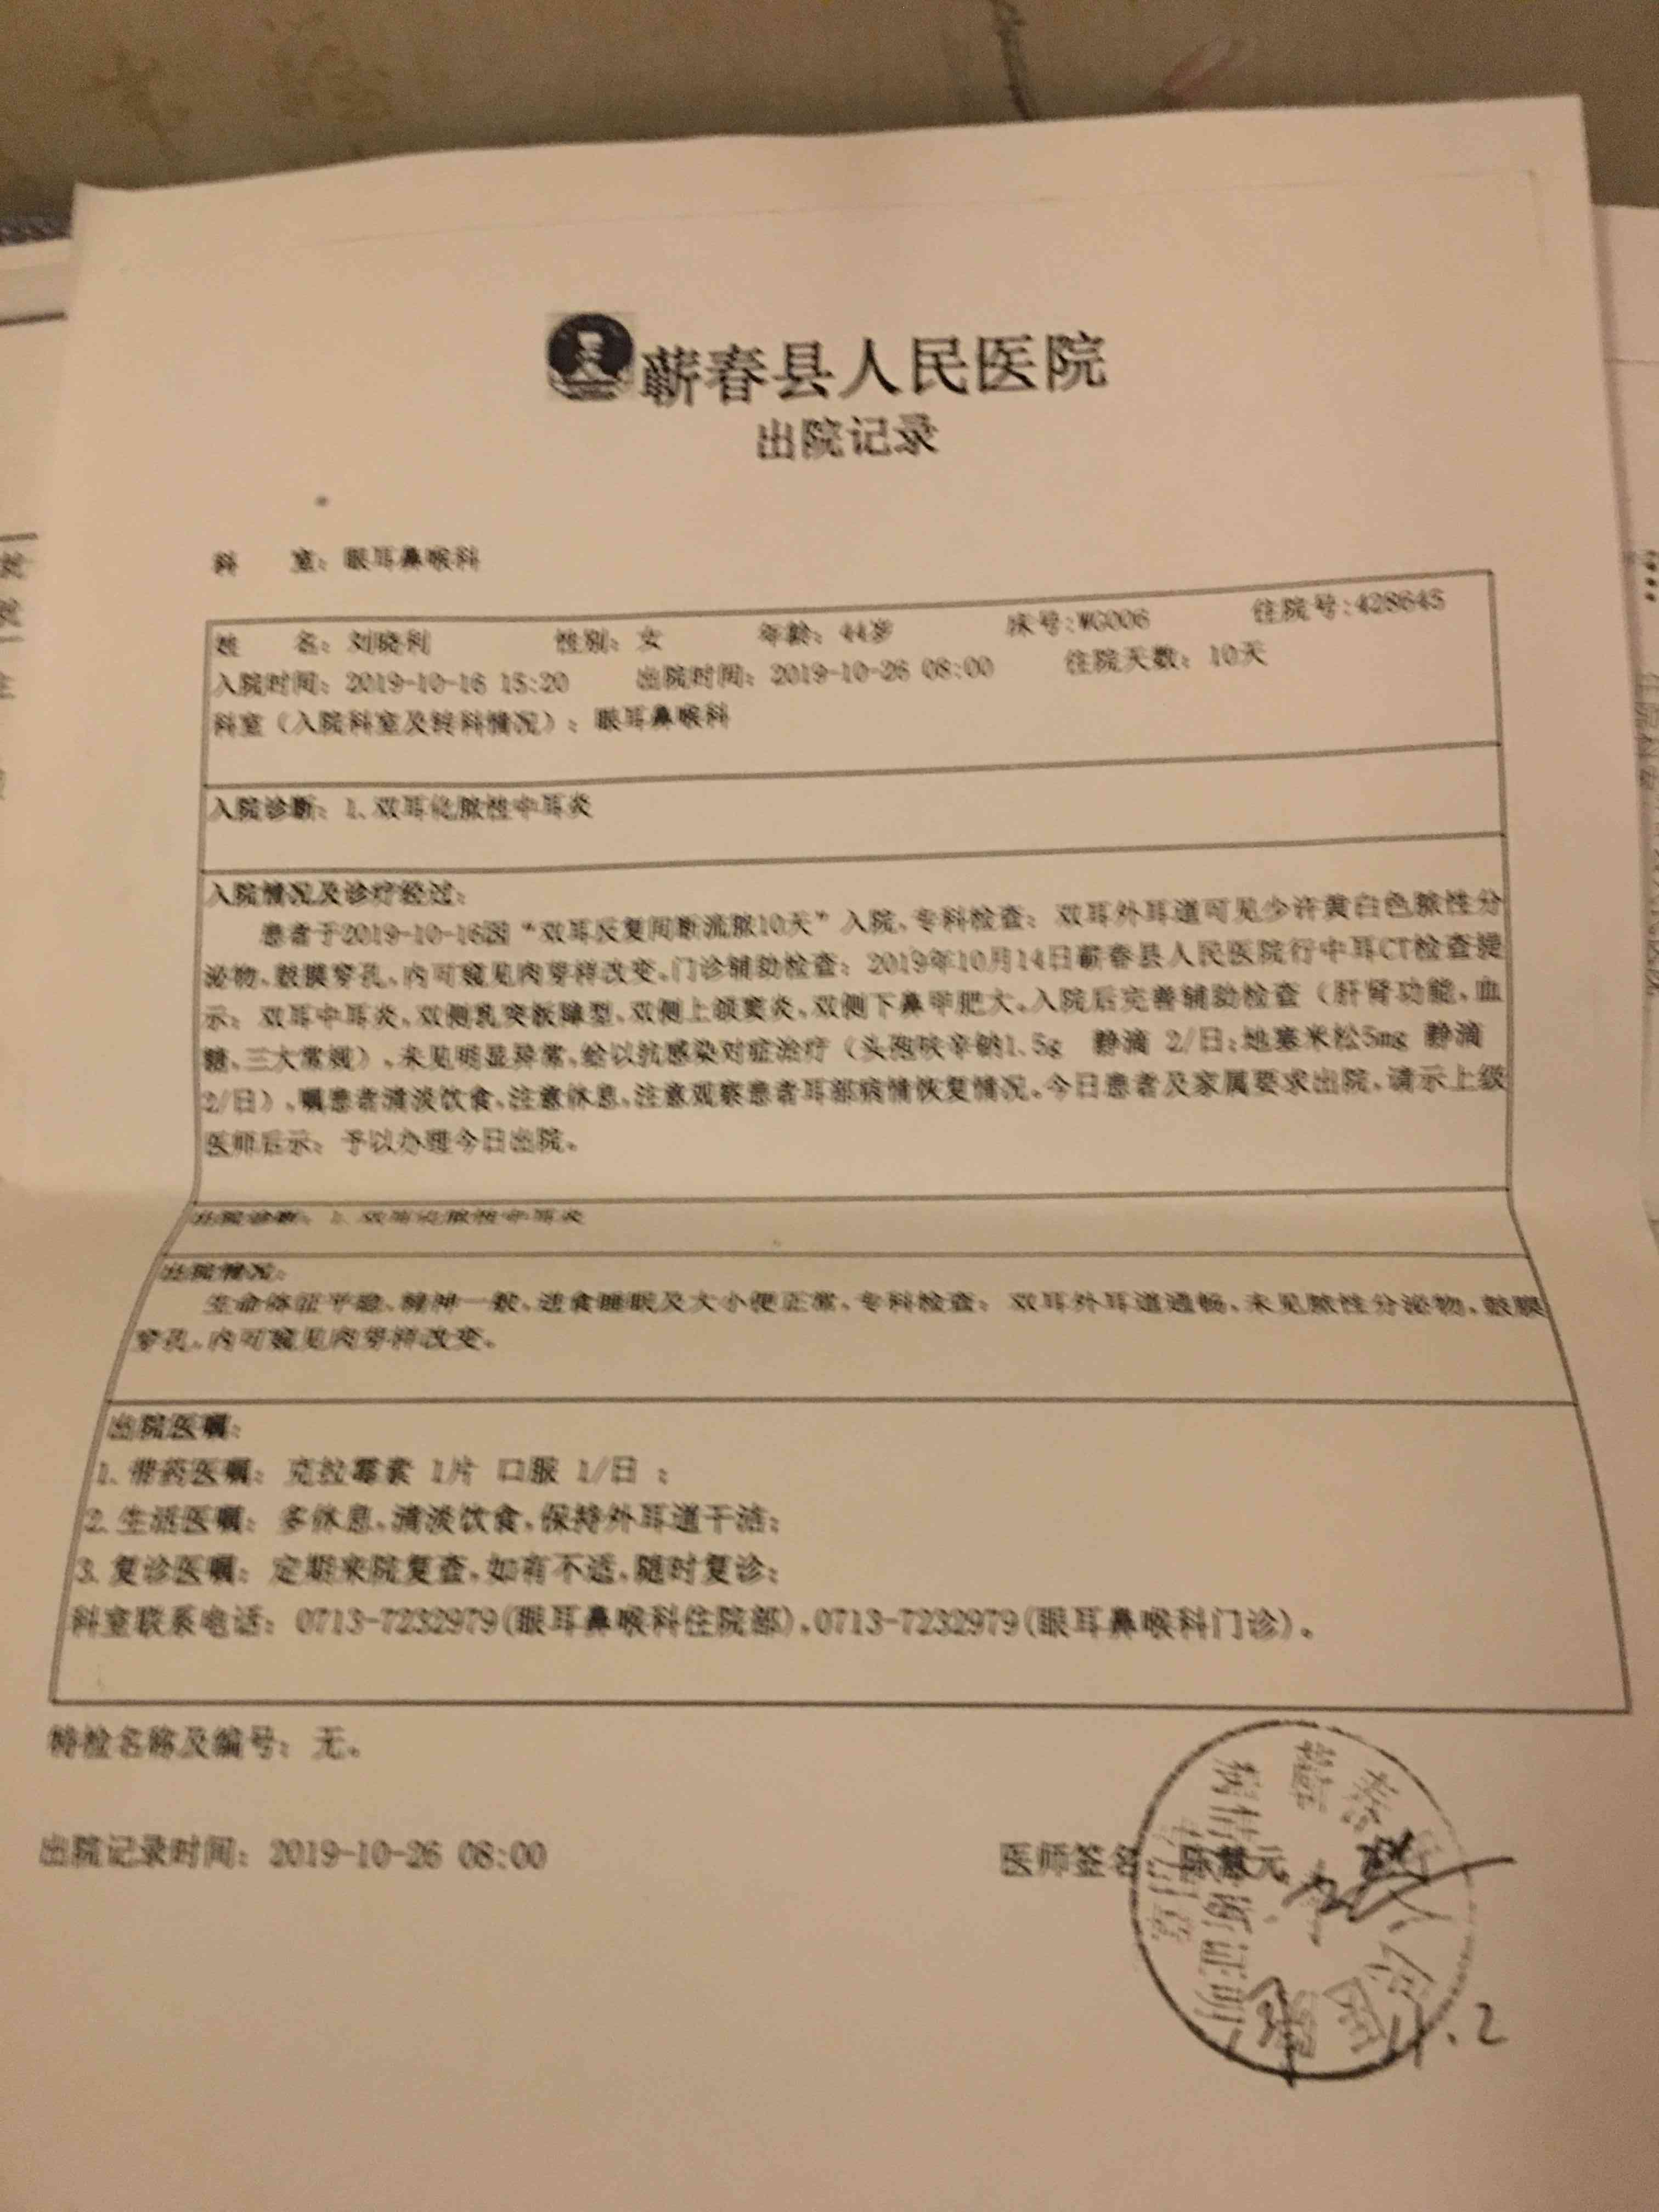 蕲春县人民医院
出院记录
科 室：眼耳鼻喉科
姓 名：刘晓利 性别：女 年龄：44岁 床号：WG006 住院号：428645
入院时间：2019-10-16 15:20 出院时间：2019-10-26 08:00 住院天数：10天
科室（入院科室及转科情况）：眼耳鼻喉科
入院诊断：1、双耳化脓性中耳炎
入院情况及诊疗经过：
患者于2019-10-16因“双耳反复间断流脓10天”入院，专科检查：双耳外耳道可见少许黄白色脓性分
泌物，鼓膜穿孔，内可窥见肉芽样改变。门诊辅助检查：2019年10月14日蕲春县人民医院行中耳CT检查提
示：双耳中耳炎，双侧乳突板障型，双侧上颌窦炎，双侧下鼻甲肥大。入院后完善辅助检查（肝肾功能，血
糖，三大常规），未见明显异常，给以抗感染对症治疗（头孢呋辛钠1.5g 静滴 2/日；地塞米松5mg 静滴
2/日），嘱患者清淡饮食，注意休息，注意观察患者耳部病情恢复情况。今日患者及家属要求出院，请示上级
医师后示：予以办理今日出院。
出院诊断：1、双耳化脓性中耳炎
出院情况：
生命体征平稳，精神一般，进食睡眠及大小便正常，专科检查：双耳外耳道通畅，未见脓性分泌物，鼓膜
穿孔，内可窥见肉芽样改变。
出院医嘱：
1. 带药医嘱：克拉霉素 1片 口服 1/日 ；
2. 生活医嘱：多休息，清淡饮食，保持外耳道干洁；
3. 复诊医嘱：定期来院复查，如有不适，随时复诊；
科室联系电话：0713-7232979(眼耳鼻喉科住院部)，0713-7232979(眼耳鼻喉科门诊)。
特检名称及编号：无。
出院记录时间：2019-10-26 08:00 医师签名
11.2